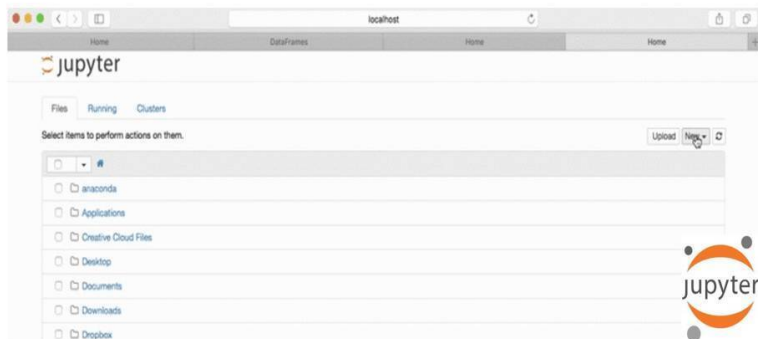 localhost
Home DataFrames Home Home
jupyter
Files Running Clusters
Select items to perform actions on them.
Upload New
anaconda
Applications
Creative Cloud Files
Desktop
Documents
Downloads
Dropbox
jupyter